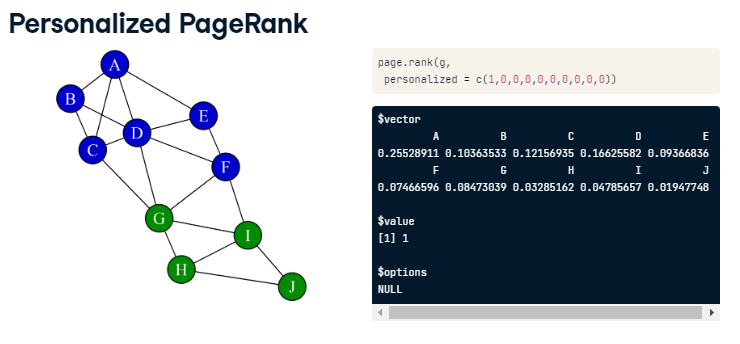 Personalized PageRank
A
B
E
D
C
F
G
I
H
J
page.rank(g,
personalized = c(1,0,0,0,0,0,0,0,0,0))
$vector
A B C D E
0.25528911 0.10363533 0.12156935 0.16625582 0.09366836
F G H I J
0.07466596 0.08473039 0.03285162 0.04785657 0.01947748
$value
[1] 1
$options
NULL